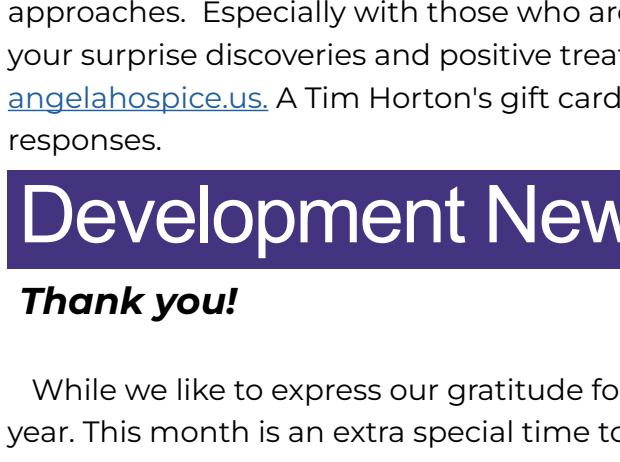 approaches.  Especially with those who are
your surprise discoveries and positive trea
angelahospice.us. A Tim Horton's gift card
responses.
Development New
Thank you!
While we like to express our gratitude fo
year. This month is an extra special time to